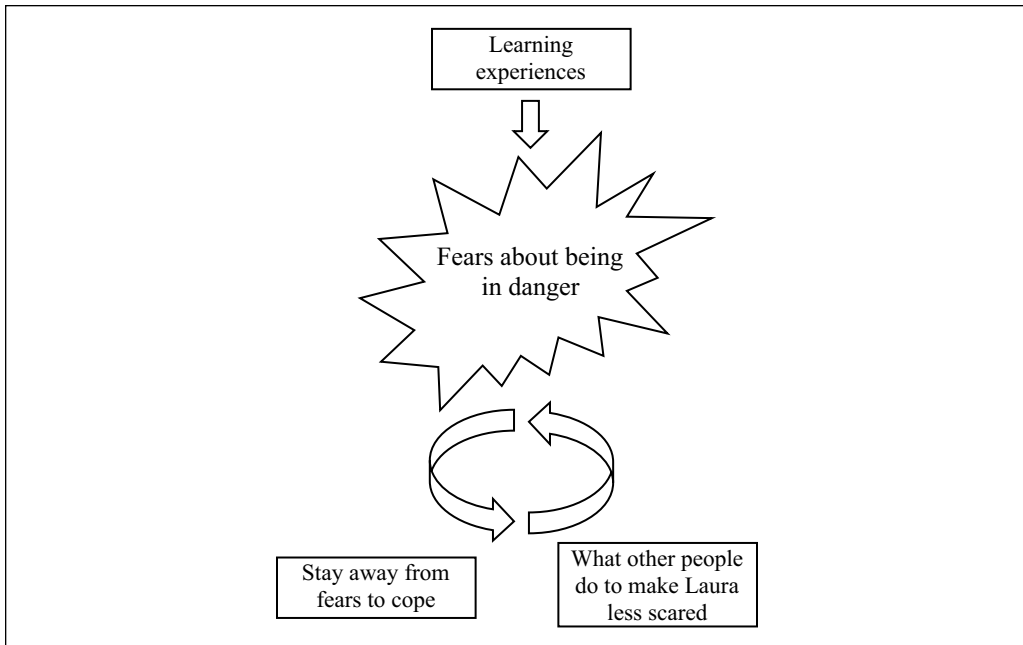 Learning
experiences
Fears about being
in danger
Stay away from
fears to cope
What other people
do to make Laura
less scared